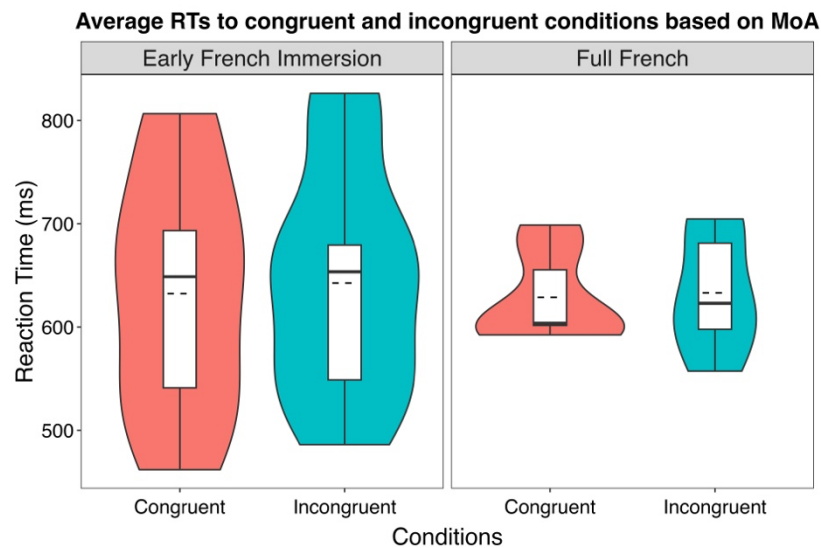 Average RTs to congruent and incongruent conditions based on MoA
Early French Immersion
Full French
Reaction Time (ms)
800
700
600
500
Congruent
Incongruent
Congruent
Incongruent
Conditions